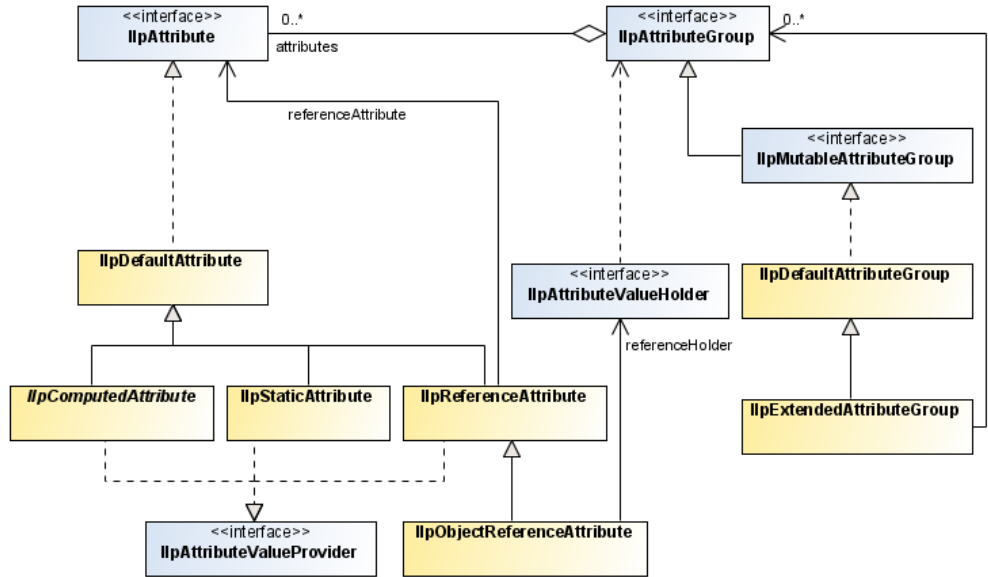 <<interface>>
IlpAttribute
0..*
attributes
<<interface>>
IlpAttributeGroup
0..*
referenceAttribute
<<interface>>
IlpMutableAttributeGroup
IlpDefaultAttribute
<<interface>>
IlpAttributeValueHolder
IlpDefaultAttributeGroup
referenceHolder
IlpComputedAttribute
IlpStaticAttribute
IlpReferenceAttribute
IlpExtendedAttributeGroup
<<interface>>
IlpAttributeValueProvider
IlpObjectReferenceAttribute